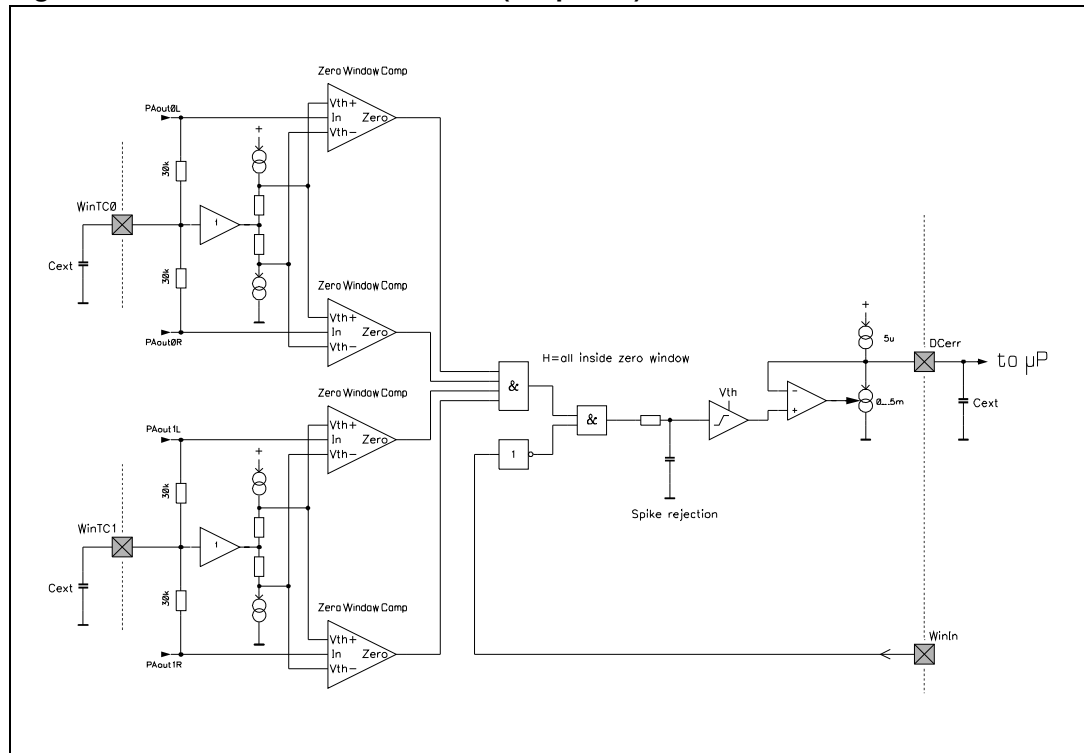 Zero Window Comp
PAout0L
Vth+
In
Zero
Vth-
+
30k
WinTC0
1
Cext
30k
Zero Window Comp
Vth+
In
Zero
Vth-
PAout0R
+
5u
DCerr
to µP
H=all inside zero window
&
Vth
-
+
0...5m
Cext
Zero Window Comp
Vth+
In
Zero
Vth-
PAout1L
&
1
Spike rejection
+
30k
WinTC1
1
Cext
30k
Zero Window Comp
Vth+
In
Zero
Vth-
PAout1R
WinIn